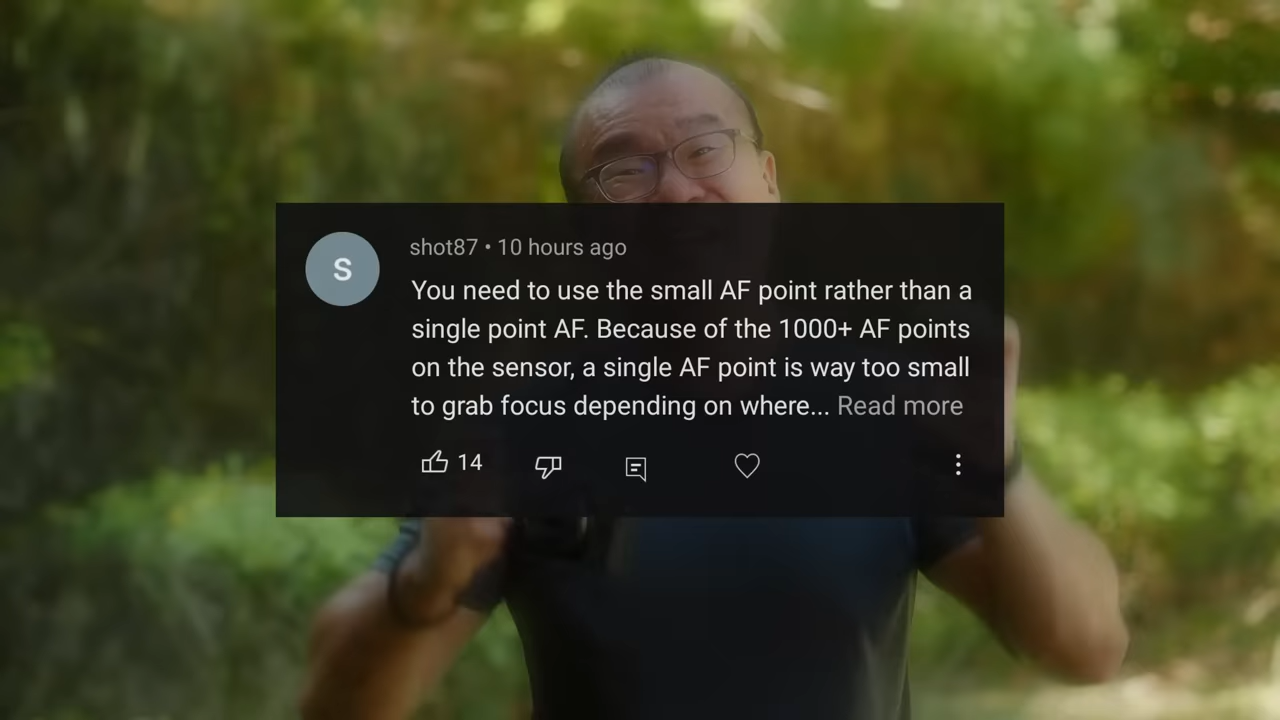 S
shot87 • 10 hours ago
You need to use the small AF point rather than a
single point AF. Because of the 1000+ AF points
on the sensor, a single AF point is way too small
to grab focus depending on where... Read more
14